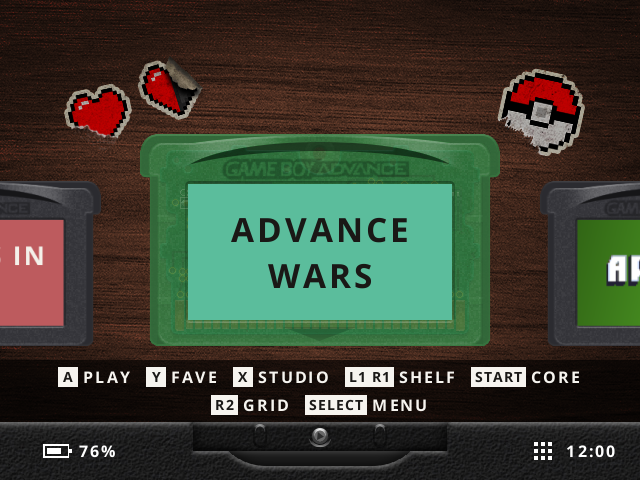 GAME BOY ADVANCE
ADVANCE
WARS
IN
A PLAY Y FAVE X STUDIO L1 R1 SHELF START CORE
R2 GRID SELECT MENU
76%
12:00